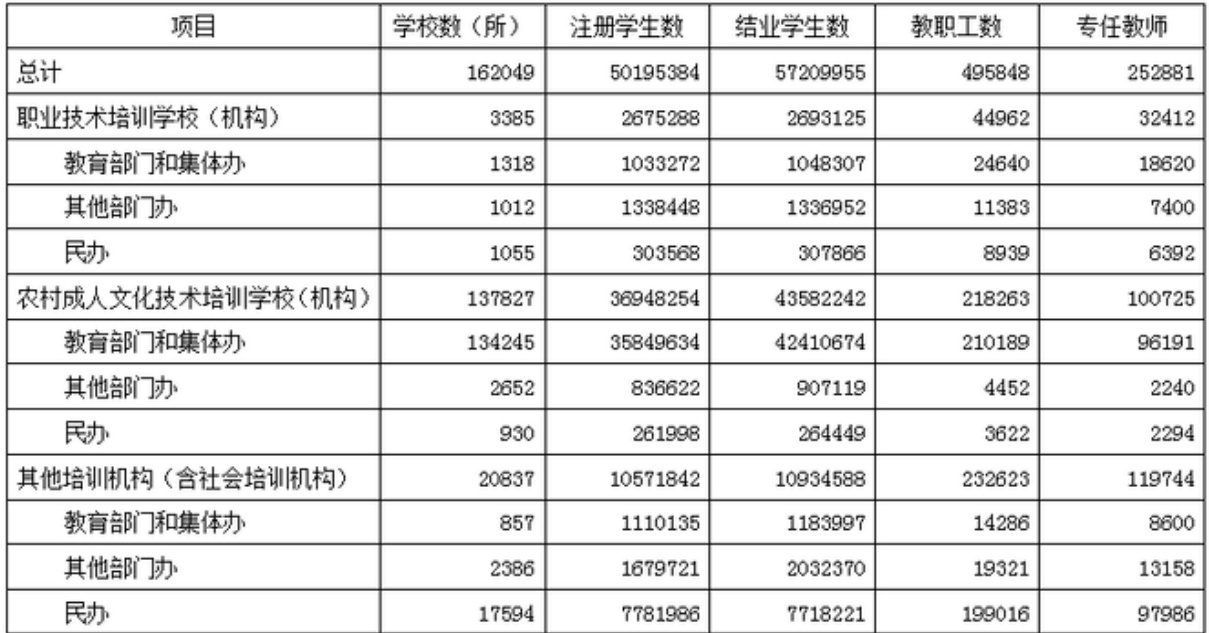 项目 学校数（所） 注册学生数 结业学生数 教职工数 专任教师
总计 162049 50195384 57209955 495848 252881
职业技术培训学校（机构） 3385 2675288 2693125 44962 32412
教育部门和集体办 1318 1033272 1048307 24640 18620
其他部门办 1012 1338448 1336952 11383 7400
民办 1055 303568 307866 8939 6392
农村成人文化技术培训学校（机构） 137827 36948254 43582242 218263 100725
教育部门和集体办 134245 35849634 42410674 210189 96191
其他部门办 2652 836622 907119 4452 2240
民办 930 261998 264449 3622 2294
其他培训机构（含社会培训机构） 20837 10571842 10934588 232623 119744
教育部门和集体办 857 1110135 1183997 14286 8600
其他部门办 2386 1679721 2032370 19321 13158
民办 17594 7781986 7718221 199016 97986